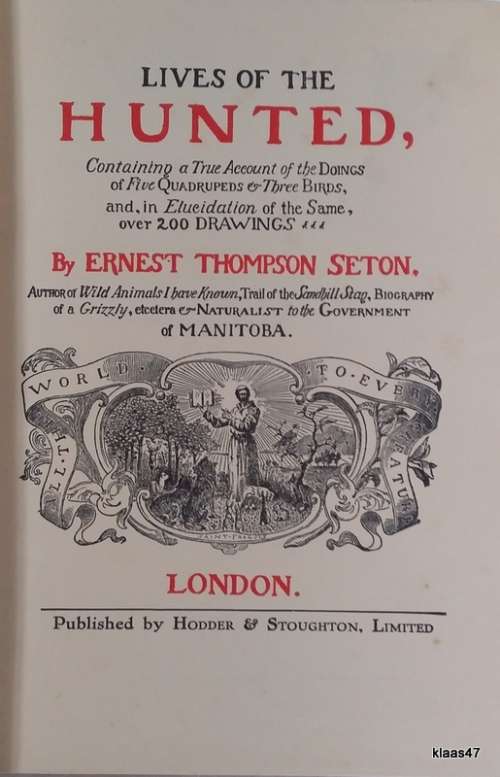 LIVES OF THE
HUNTED,
Containing a True Account of the DOINGS
of Five QUADRUPEDS & Three BIRDS,
and, in Elucidation of the Same,
over 200 DRAWINGS
By ERNEST THOMPSON SETON,
AUTHOR of Wild Animals I have Known, Trail of the Sandhill Stag, BIOGRAPHY
of a Grizzly, etcetera & NATURALIST to the GOVERNMENT
of MANITOBA.
ALL THE WORLD · TO EVERY
LONDON.
Published by HODDER & STOUGHTON, LIMITED
klaas47